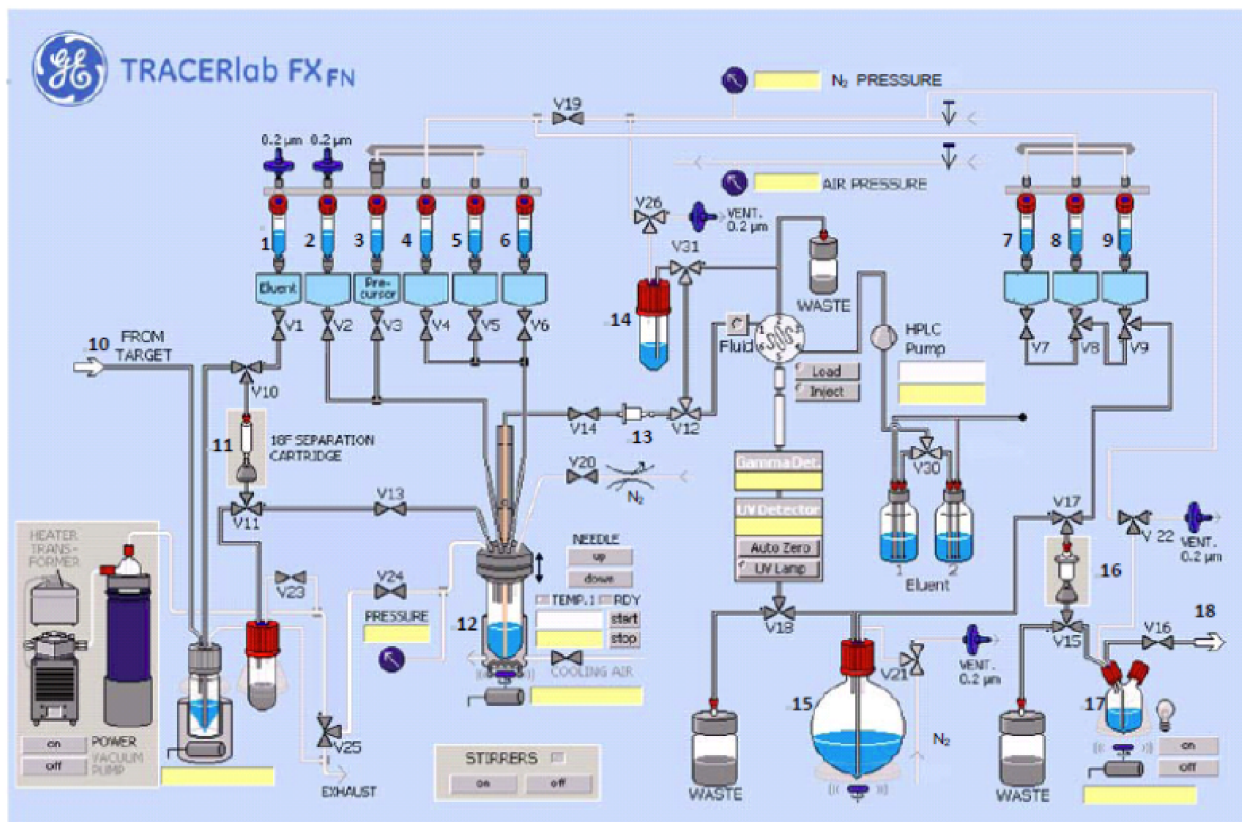 GE TRACERlab FXFN
V19
N₂ PRESSURE
0.2 µm 0.2 µm
AIR PRESSURE
V26
VENT.
0.2 µm
V31
WASTE
1 2 3 4 5 6
7 8 9
Eluent
Pre-
cursor
V1 V2 V3 V4 V5 V6
14
Fluid
HPLC
Pump
V7 V8 V9
10 FROM
TARGET
Load
Inject
V10
11
18F SEPARATION
CARTRIDGE
V14
13
V12
V30
Gamma Det.
V20
N₂
V13
V11
UV Detector
V17
V 22
VENT.
0.2 µm
HEATER
TRANS-
FORMER
NEEDLE
up
down
Auto Zero
UV Lamp
1 2
Eluent
16
V23
V24
TEMP.1 RDY
start
stop
PRESSURE
12
V18
V15
V16
18
COOLING AIR
V21
VENT.
0.2 µm
15
17
V25
N₂
on POWER
off VACUUM
PUMP
STIRRERS
on off
on
off
EXHAUST
WASTE
WASTE